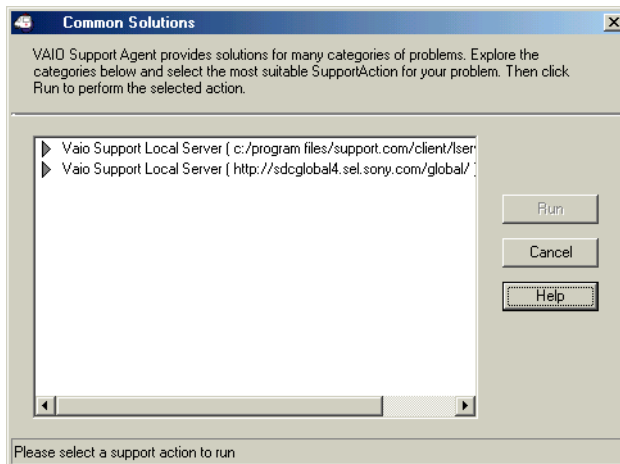 Common Solutions
VAIO Support Agent provides solutions for many categories of problems. Explore the
categories below and select the most suitable SupportAction for your problem. Then click
Run to perform the selected action.
Vaio Support Local Server ( c:/program files/support.com/client/lser
Vaio Support Local Server ( http://sdcglobal4.sel.sony.com/global/ )
Run
Cancel
Help
Please select a support action to run